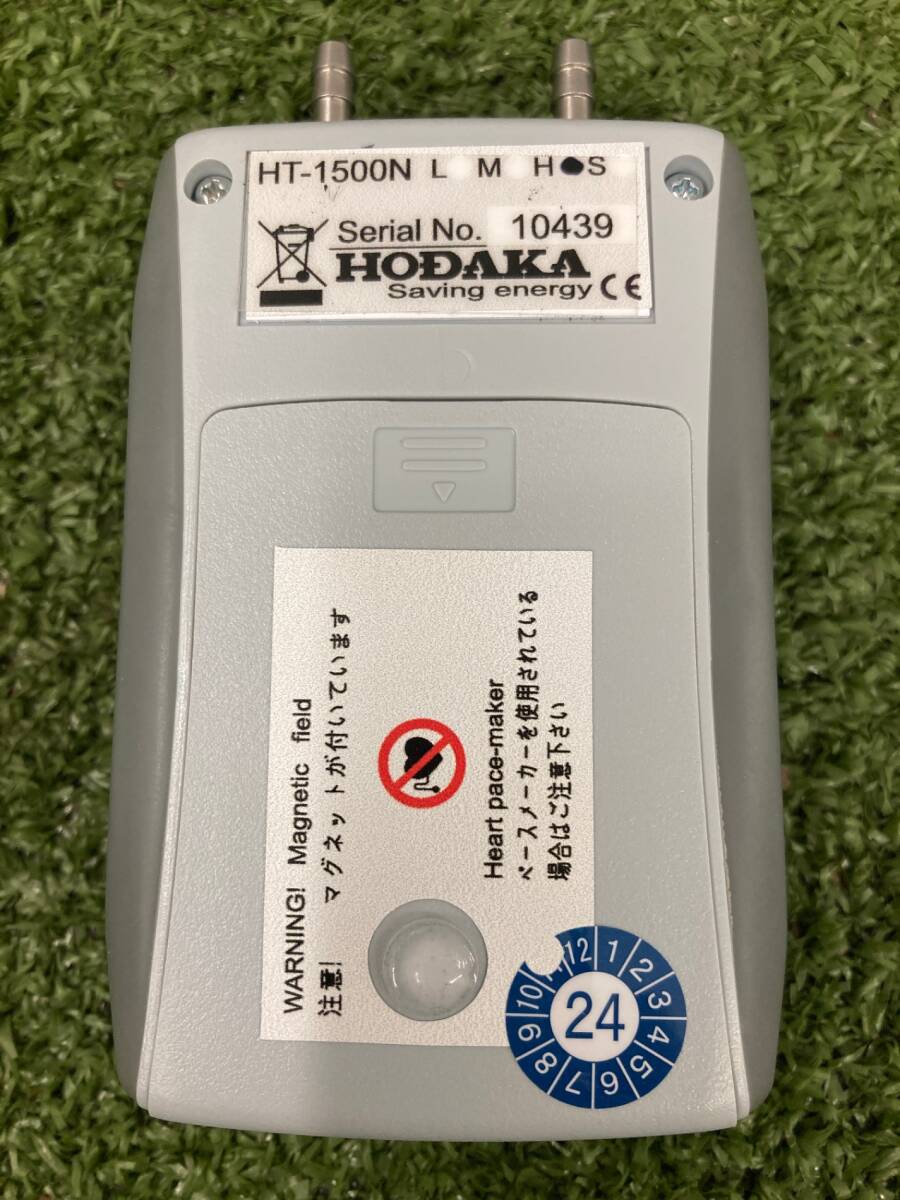 HT-1500N L M H●S
Serial No. 10439
HODAKA
Saving energy CE
WARNING! Magnetic field
注意! マグネットが付いています
Heart pace-maker
ペースメーカーを使用されている
場合はご注意下さい
12 1 2 3 4 5 6 7 8 9 10
24